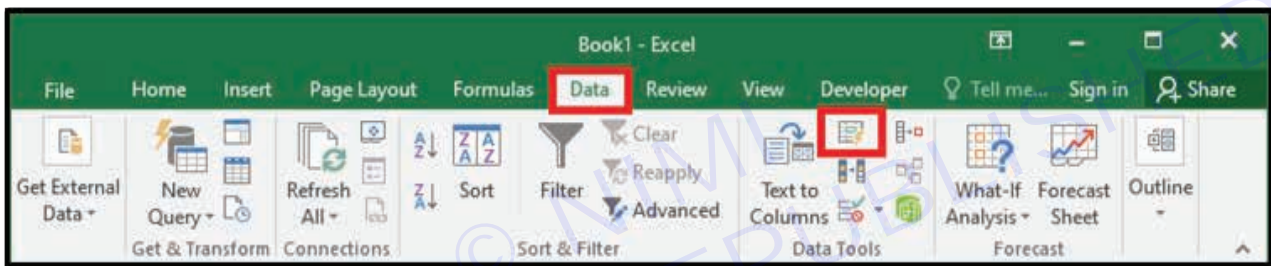 Book1 - Excel
File Home Insert Page Layout Formulas Data Review View Developer Tell me... Sign in Share
Get External Data
New Query
Refresh All
A Z
Z A
Z A
A Z
Sort
Filter
Clear
Reapply
Advanced
Text to Columns
What-If Analysis
Forecast Sheet
Outline
Get & Transform Connections Sort & Filter Data Tools Forecast
© NIMI
REPUBLISHED